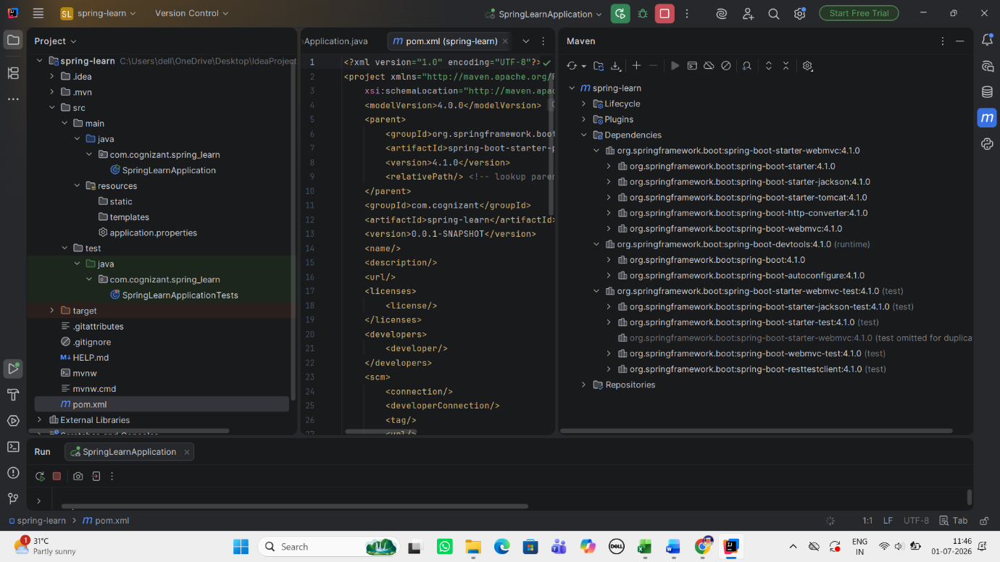 SL spring-learn Version Control SpringLearnApplication Start Free Trial
Project
spring-learn C:\Users\dell\OneDrive\Desktop\IdeaProject
.idea
.mvn
src
main
java
com.cognizant.spring_learn
SpringLearnApplication
resources
static
templates
application.properties
test
java
com.cognizant.spring_learn
SpringLearnApplicationTests
target
.gitattributes
.gitignore
M↓ HELP.md
mvnw
mvnw.cmd
m pom.xml
External Libraries
Application.java m pom.xml (spring-learn)
1 <?xml version="1.0" encoding="UTF-8"?>
2 <project xmlns="http://maven.apache.org/
3 xsi:schemaLocation="http://maven.apac
4 <modelVersion>4.0.0</modelVersion>
5 <parent>
6 <groupId>org.springframework.boot
7 <artifactId>spring-boot-starter-p
8 <version>4.1.0</version>
9 <relativePath/> <!-- lookup paren
10 </parent>
11 <groupId>com.cognizant</groupId>
12 <artifactId>spring-learn</artifactId>
13 <version>0.0.1-SNAPSHOT</version>
14 <name/>
15 <description/>
16 <url/>
17 <licenses>
18 <license/>
19 </licenses>
20 <developers>
21 <developer/>
22 </developers>
23 <scm>
24 <connection/>
25 <developerConnection/>
26 <tag/>
27 <url/>
Maven
m spring-learn
Lifecycle
Plugins
Dependencies
org.springframework.boot:spring-boot-starter-webmvc:4.1.0
org.springframework.boot:spring-boot-starter:4.1.0
org.springframework.boot:spring-boot-starter-jackson:4.1.0
org.springframework.boot:spring-boot-starter-tomcat:4.1.0
org.springframework.boot:spring-boot-http-converter:4.1.0
org.springframework.boot:spring-boot-webmvc:4.1.0
org.springframework.boot:spring-boot-devtools:4.1.0 (runtime)
org.springframework.boot:spring-boot:4.1.0
org.springframework.boot:spring-boot-autoconfigure:4.1.0
org.springframework.boot:spring-boot-starter-webmvc-test:4.1.0 (test)
org.springframework.boot:spring-boot-starter-jackson-test:4.1.0 (test)
org.springframework.boot:spring-boot-starter-test:4.1.0 (test)
org.springframework.boot:spring-boot-starter-webmvc:4.1.0 (test omitted for duplica
org.springframework.boot:spring-boot-webmvc-test:4.1.0 (test)
org.springframework.boot:spring-boot-resttestclient:4.1.0 (test)
Repositories
m
Run SpringLearnApplication
spring-learn > m pom.xml 1:1 LF UTF-8 Tab
1 31°C
Partly sunny
Search
DELL
ENG
IN
11:46
01-07-2026